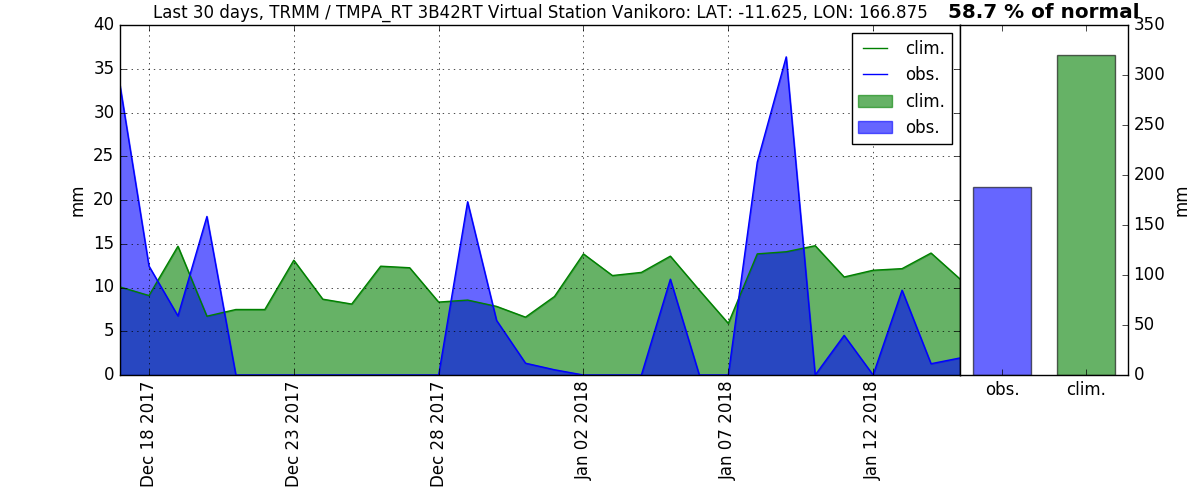 Last 30 days, TRMM / TMPA_RT 3B42RT Virtual Station Vanikoro: LAT: -11.625, LON: 166.875
58.7 % of normal
40
35
30
25
20
15
10
5
0
mm
clim.
obs.
clim.
obs.
Dec 18 2017
Dec 23 2017
Dec 28 2017
Jan 02 2018
Jan 07 2018
Jan 12 2018
350
300
250
200
150
100
50
0
mm
obs.
clim.